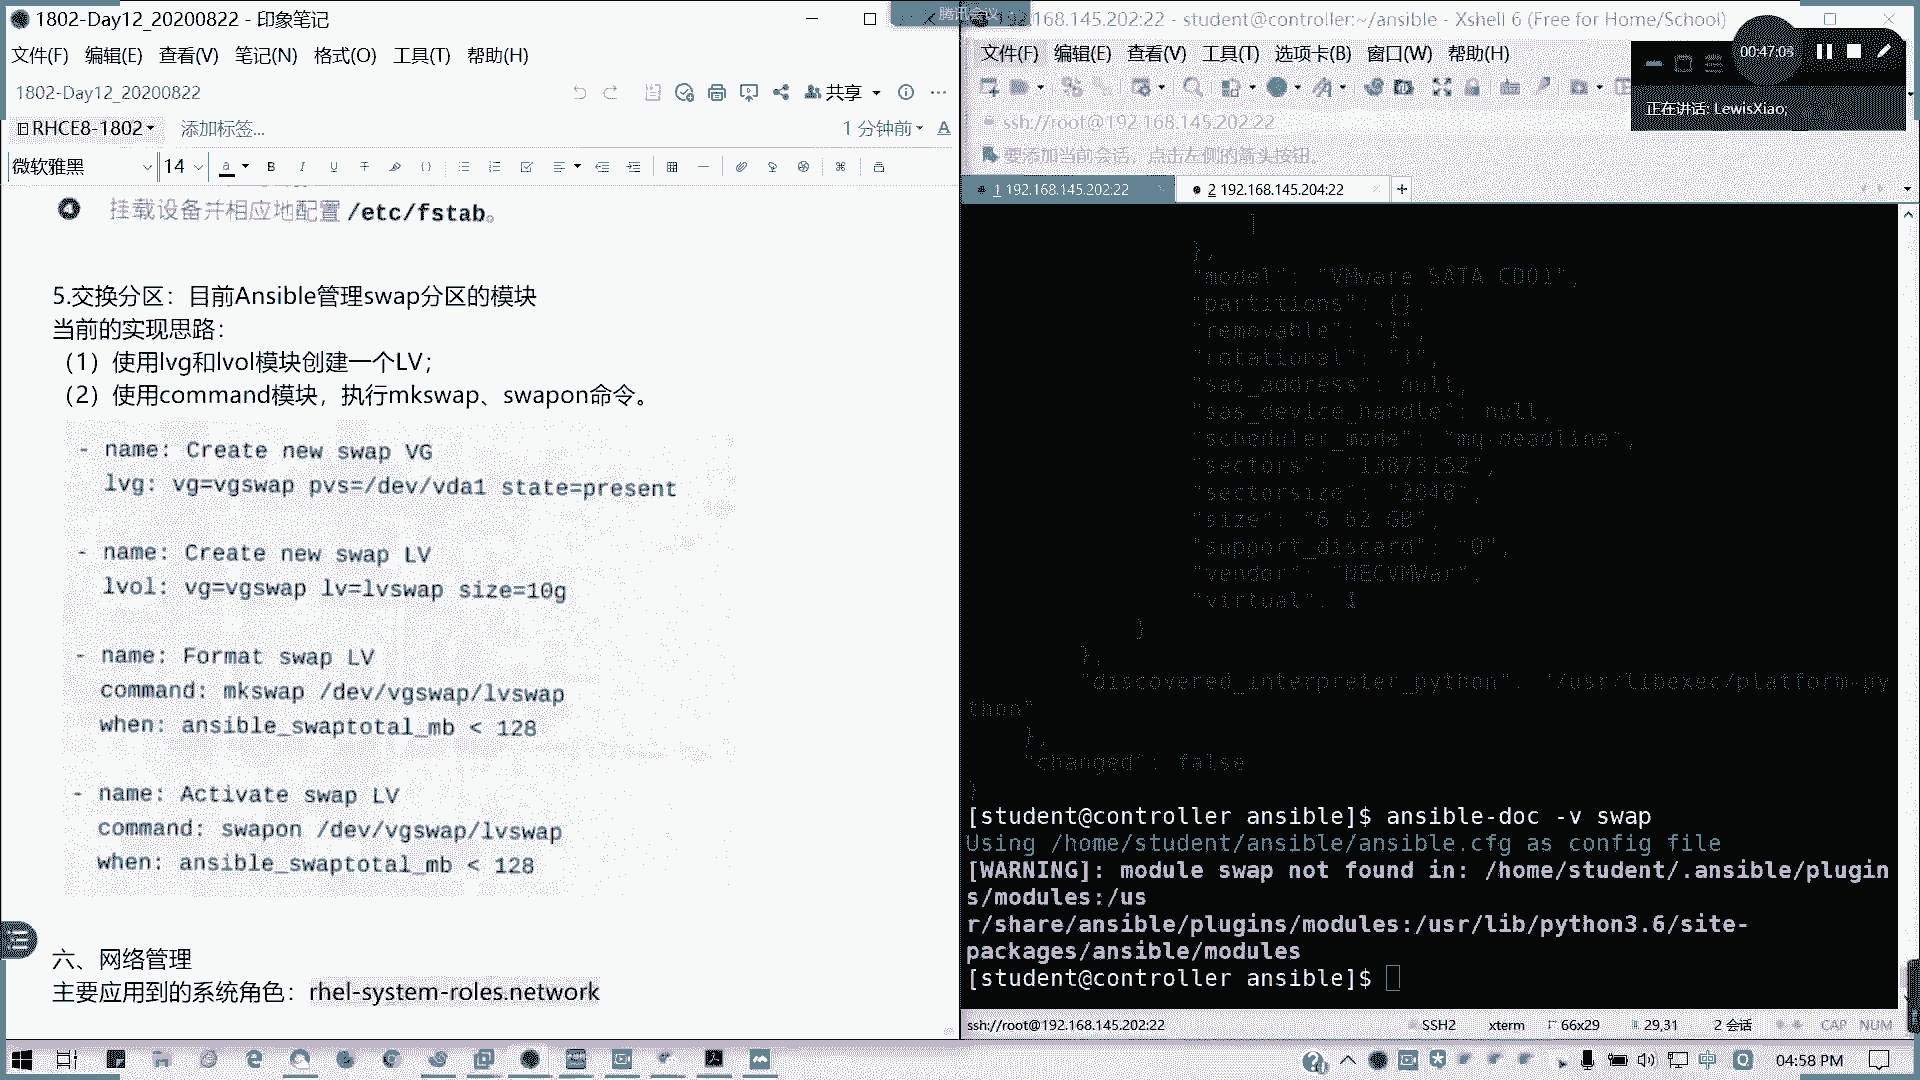 1802-Day12_20200822 - 印象笔记
文件(F) 编辑(E) 查看(V) 笔记(N) 格式(O) 工具(T) 帮助(H)
1802-Day12_20200822
共享
RHCE8-1802
添加标签...
1 分钟前
微软雅黑
14
挂载设备并相应地配置 /etc/fstab。
5.交换分区：目前Ansible管理swap分区的模块
当前的实现思路：
（1）使用lvg和lvol模块创建一个LV；
（2）使用command模块，执行mkswap、swapon命令。
- name: Create new swap VG
lvg: vg=vgswap pvs=/dev/vda1 state=present
- name: Create new swap LV
lvol: vg=vgswap lv=lvswap size=10g
- name: Format swap LV
command: mkswap /dev/vgswap/lvswap
when: ansible_swaptotal_mb < 128
- name: Activate swap LV
command: swapon /dev/vgswap/lvswap
when: ansible_swaptotal_mb < 128
六、网络管理
主要应用到的系统角色：rhel-system-roles.network
腾讯会议
192.168.145.202:22 - student@controller:~/ansible - Xshell 6 (Free for Home/School)
文件(F) 编辑(E) 查看(V) 工具(T) 选项卡(B) 窗口(W) 帮助(H)
00:47:03
正在讲话: LewisXiao;
ssh://root@192.168.145.202:22
要添加当前会话，点击左侧的箭头按钮。
1 192.168.145.202:22
2 192.168.145.204:22
]
},
"model": "VMware SATA CD01",
"partitions": {},
"removable": "1",
"rotational": "1",
"sas_address": null,
"sas_device_handle": null,
"scheduler_mode": "mq-deadline",
"sectors": "13873152",
"sectorsize": "2048",
"size": "6.62 GB",
"support_discard": "0",
"vendor": "NECVMWar",
"virtual": 1
}
},
"discovered_interpreter_python": "/usr/libexec/platform-py
thon"
},
"changed": false
}
[student@controller ansible]$ ansible-doc -v swap
Using /home/student/ansible/ansible.cfg as config file
[WARNING]: module swap not found in: /home/student/.ansible/plugin
s/modules:/us
r/share/ansible/plugins/modules:/usr/lib/python3.6/site-
packages/ansible/modules
[student@controller ansible]$
ssh://root@192.168.145.202:22
SSH2
xterm
66x29
29,31
2 会话
CAP NUM
中
04:58 PM